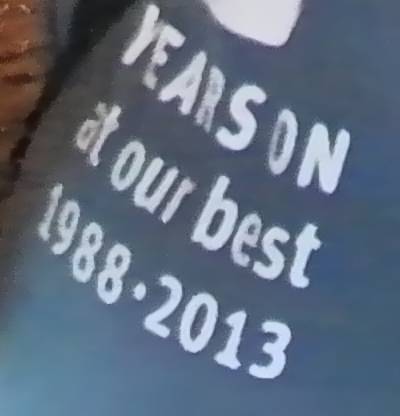 YEARS ON
at our best
1988·2013